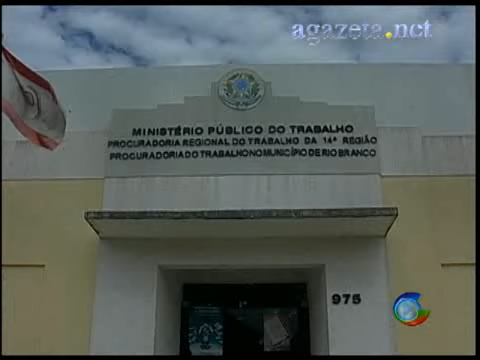 agazeta.net
MINISTÉRIO PÚBLICO DO TRABALHO
PROCURADORIA REGIONAL DO TRABALHO DA 14ª REGIÃO
PROCURADORIA DO TRABALHO NO MUNICÍPIO DE RIO BRANCO
975